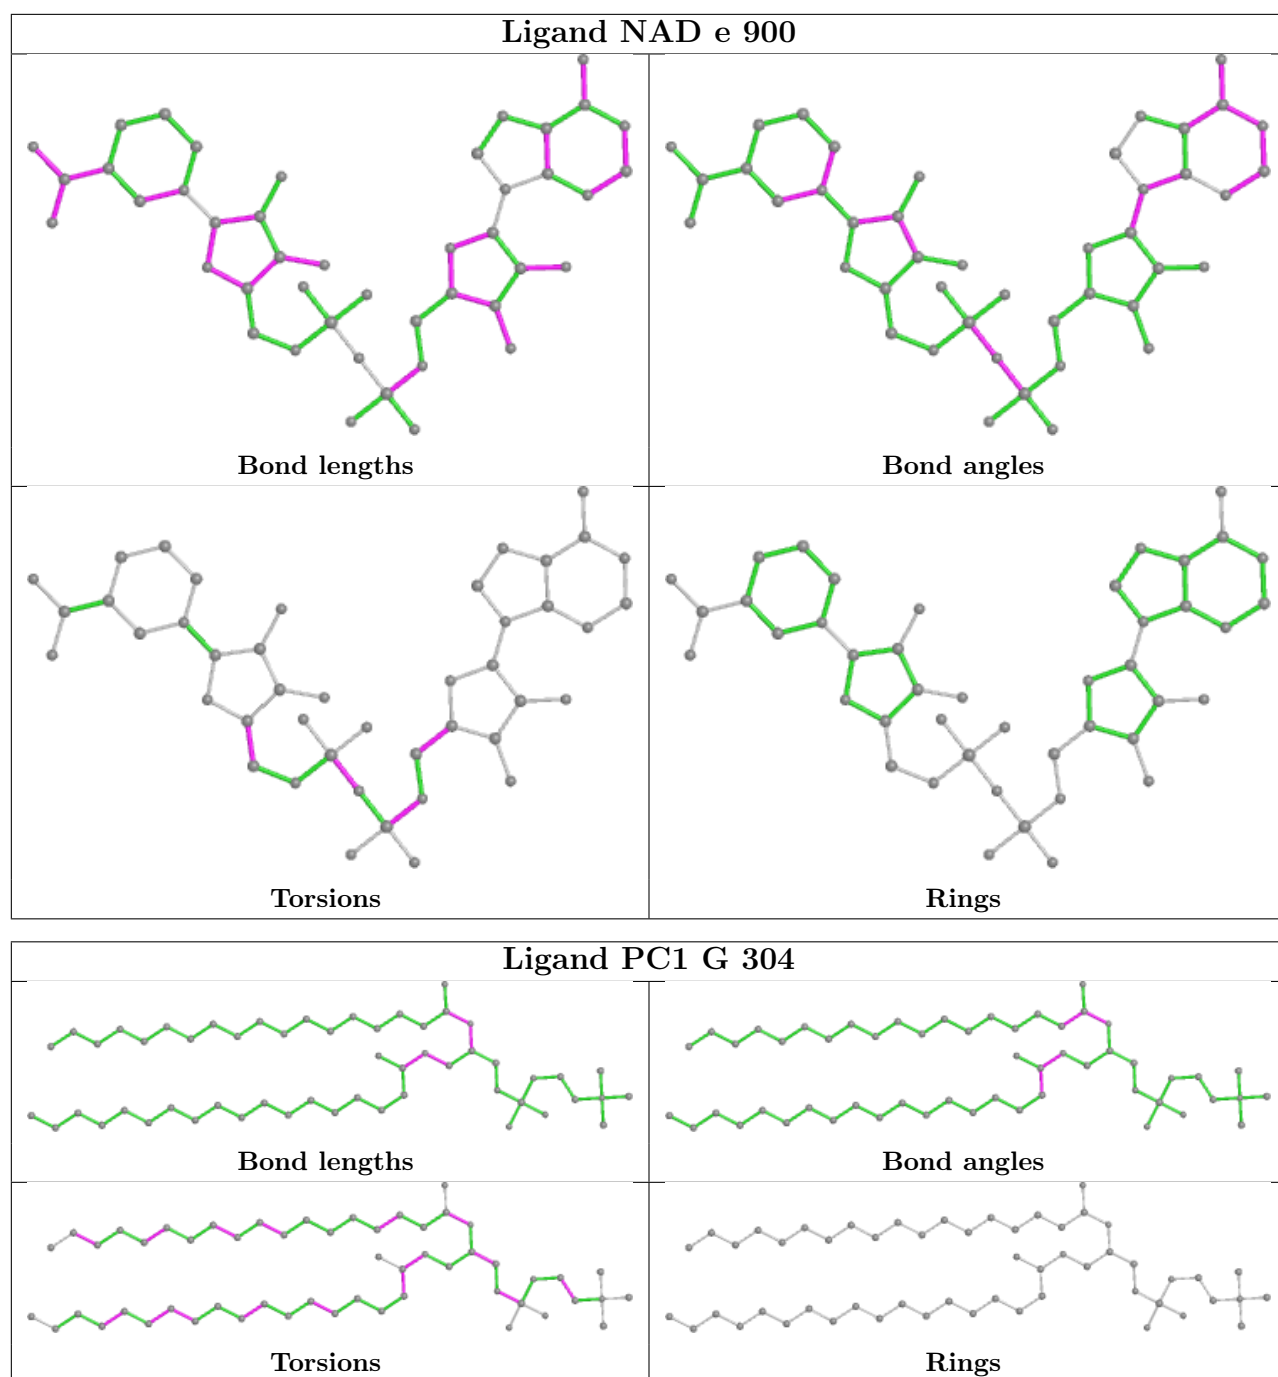 Ligand NAD e 900
Bond lengths
Bond angles
Torsions
Rings
Ligand PC1 G 304
Bond lengths
Bond angles
Torsions
Rings